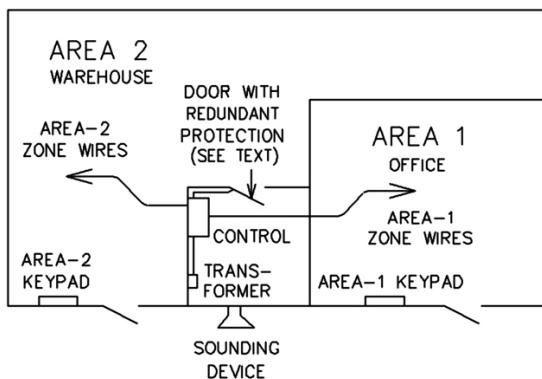 AREA 2
WAREHOUSE
DOOR WITH
REDUNDANT
PROTECTION
(SEE TEXT)
AREA-2
ZONE WIRES
AREA 1
OFFICE
AREA-1
ZONE WIRES
CONTROL
AREA-2
KEYPAD
TRANS-
FORMER
AREA-1 KEYPAD
SOUNDING
DEVICE